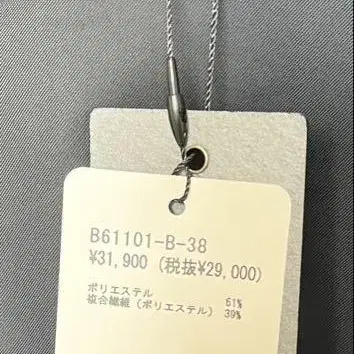 B61101-B-38
¥31,900 (税抜¥29,000)
ポリエステル 61%
複合繊維 (ポリエステル) 39%